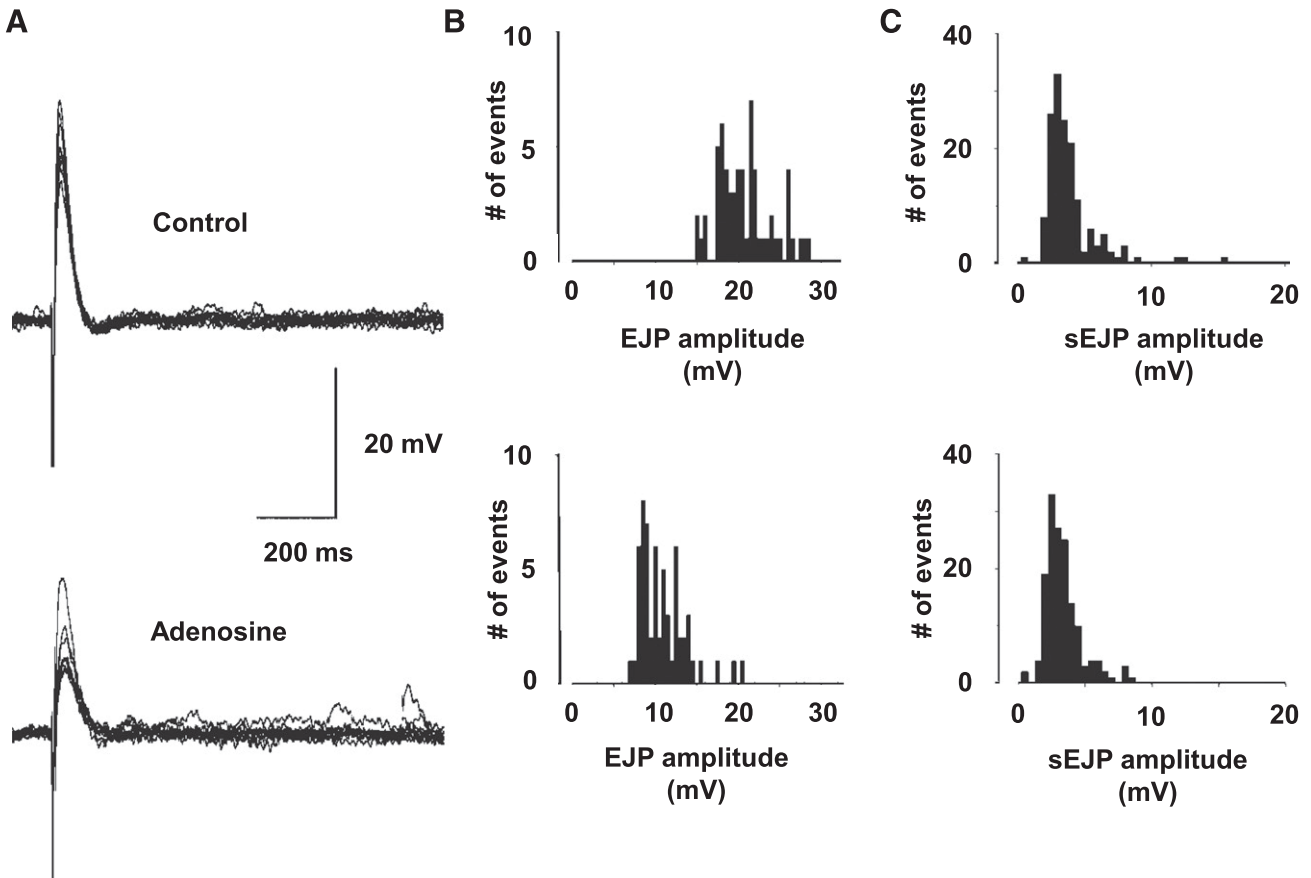 A
B
C
Control
20 mV
200 ms
Adenosine
10
5
0
# of events
0 10 20 30
EJP amplitude
(mV)
40
20
0
# of events
0 10 20
sEJP amplitude
(mV)
10
5
0
# of events
0 10 20 30
EJP amplitude
(mV)
40
20
0
# of events
0 10 20
sEJP amplitude
(mV)